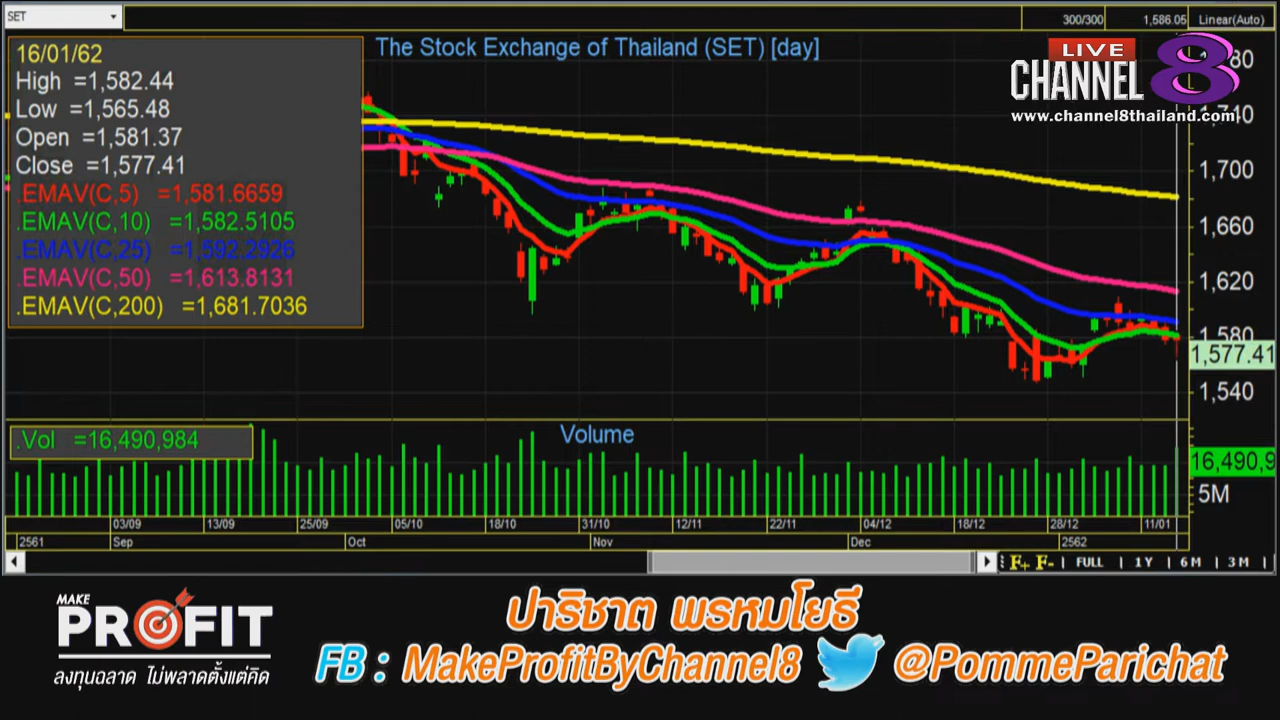 SET
300/300
1,586.05
Linear(Auto)
16/01/62
High =1,582.44
Low =1,565.48
Open =1,581.37
Close =1,577.41
.EMAV(C,5) =1,581.6659
.EMAV(C,10) =1,582.5105
.EMAV(C,25) =1,592.2926
.EMAV(C,50) =1,613.8131
.EMAV(C,200) =1,681.7036
The Stock Exchange of Thailand (SET) [day]
LIVE
CHANNEL 8
www.channel8thailand.com
1,700
1,660
1,620
1,580
1,577.41
1,540
.Vol =16,490,984
Volume
16,490,9
5M
03/09 13/09 25/09 05/10 18/10 31/10 12/11 22/11 04/12 18/12 28/12 11/01
2561 Sep Oct Nov Dec 2562
F+ F- FULL 1Y 6M 3M
MAKE
PROFIT
ลงทุนฉลาด ไม่พลาดตั้งแต่คิด
ปาริชาต พรหมโยธี
FB : MakeProfitByChannel8 @PommeParichat